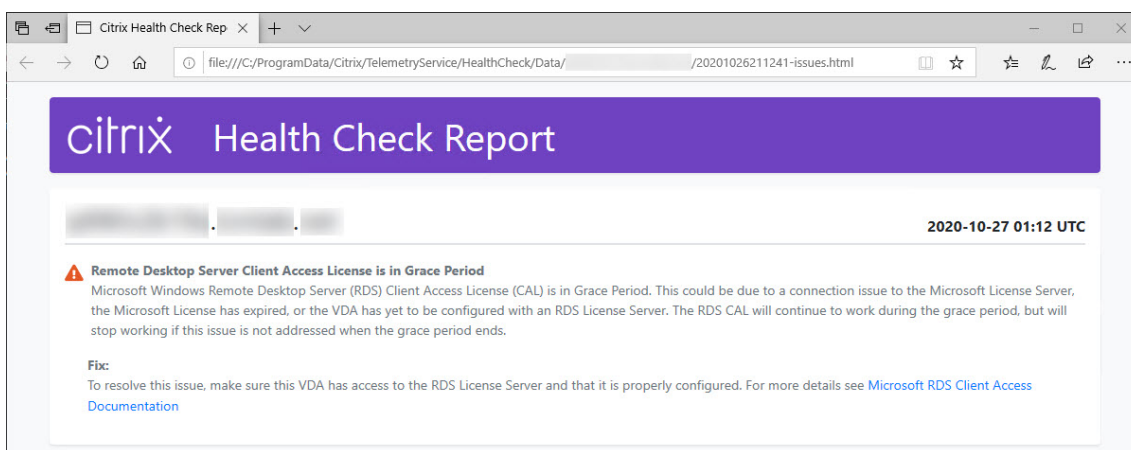 Citrix Health Check Rep
file:///C:/ProgramData/Citrix/TelemetryService/HealthCheck/Data/ /20201026211241-issues.html
citrix Health Check Report
. .
2020-10-27 01:12 UTC
Remote Desktop Server Client Access License is in Grace Period
Microsoft Windows Remote Desktop Server (RDS) Client Access License (CAL) is in Grace Period. This could be due to a connection issue to the Microsoft License Server,
the Microsoft License has expired, or the VDA has yet to be configured with an RDS License Server. The RDS CAL will continue to work during the grace period, but will
stop working if this issue is not addressed when the grace period ends.
Fix:
To resolve this issue, make sure this VDA has access to the RDS License Server and that it is properly configured. For more details see Microsoft RDS Client Access
Documentation